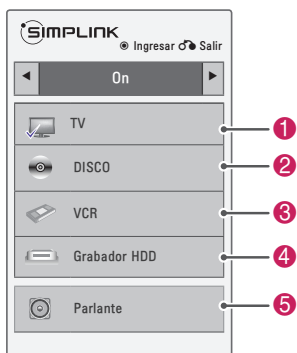 SIMPLINK
Ingresar Salir
◄ On ►
TV 1
DISCO 2
VCR 3
Grabador HDD 4
Parlante 5